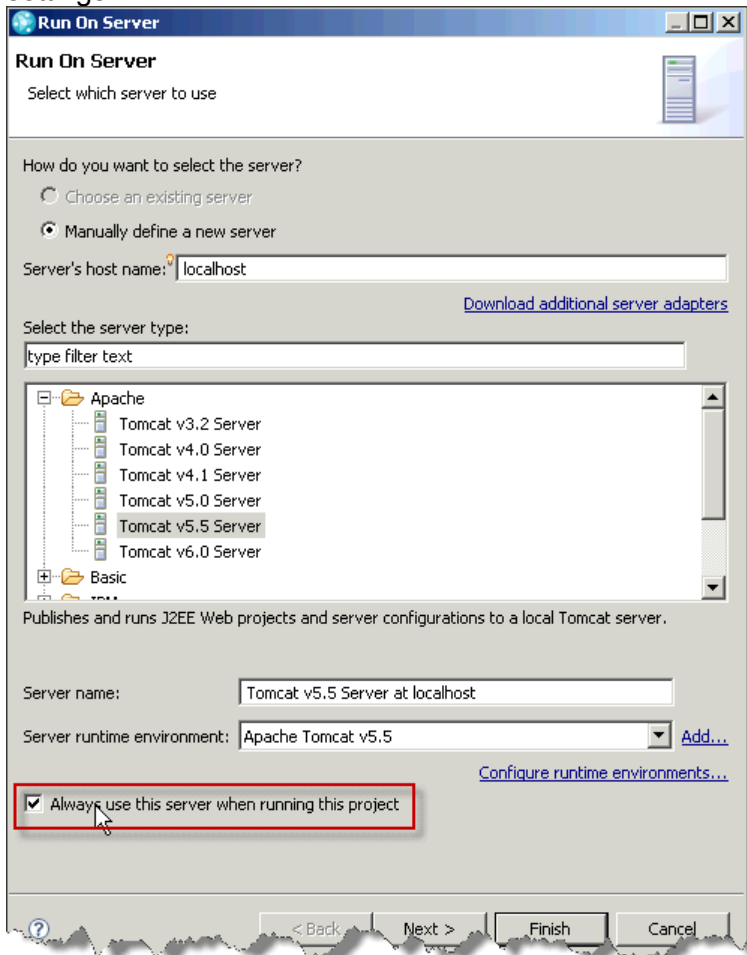 Run On Server
Run On Server
Select which server to use
How do you want to select the server?
Choose an existing server
Manually define a new server
Server's host name: localhost
Download additional server adapters
Select the server type:
type filter text
Apache
Tomcat v3.2 Server
Tomcat v4.0 Server
Tomcat v4.1 Server
Tomcat v5.0 Server
Tomcat v5.5 Server
Tomcat v6.0 Server
Basic
Publishes and runs J2EE Web projects and server configurations to a local Tomcat server.
Server name: Tomcat v5.5 Server at localhost
Server runtime environment: Apache Tomcat v5.5 Add...
Configure runtime environments...
Always use this server when running this project
? < Back Next > Finish Cancel